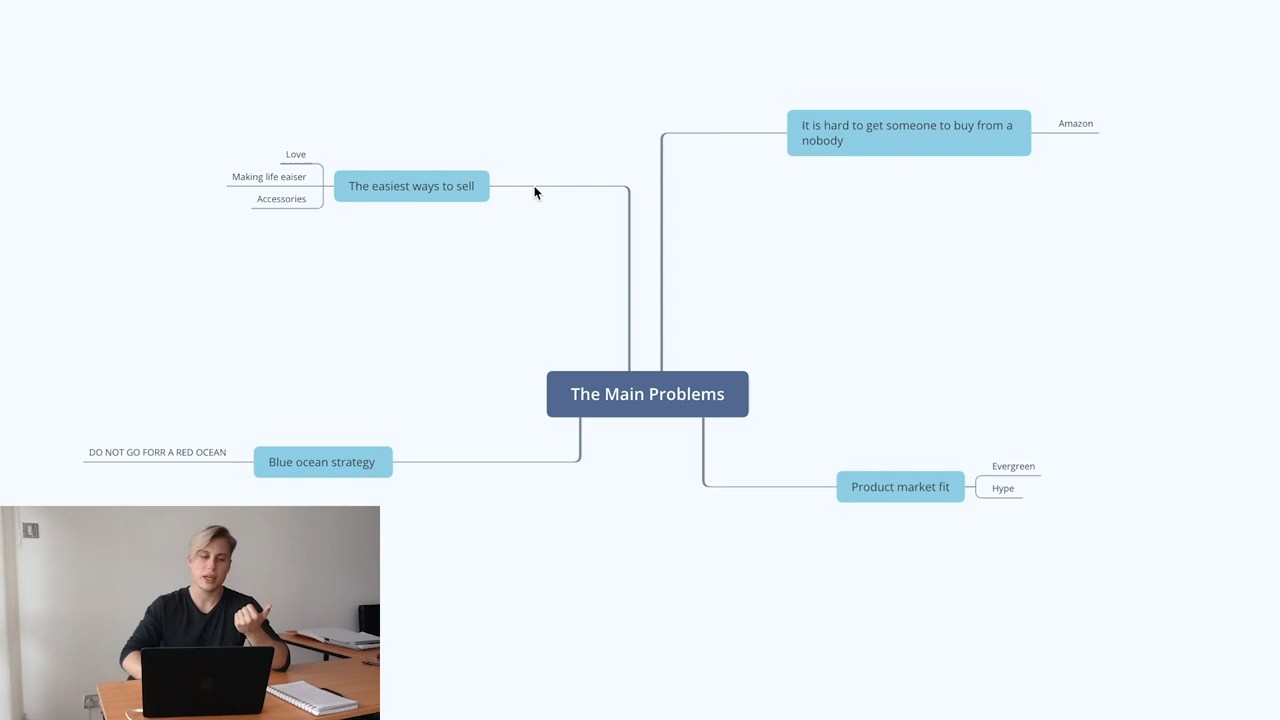 It is hard to get someone to buy from a
nobody
Amazon
Love
Making life eaiser
Accessories
The easiest ways to sell
The Main Problems
DO NOT GO FORR A RED OCEAN
Blue ocean strategy
Product market fit
Evergreen
Hype